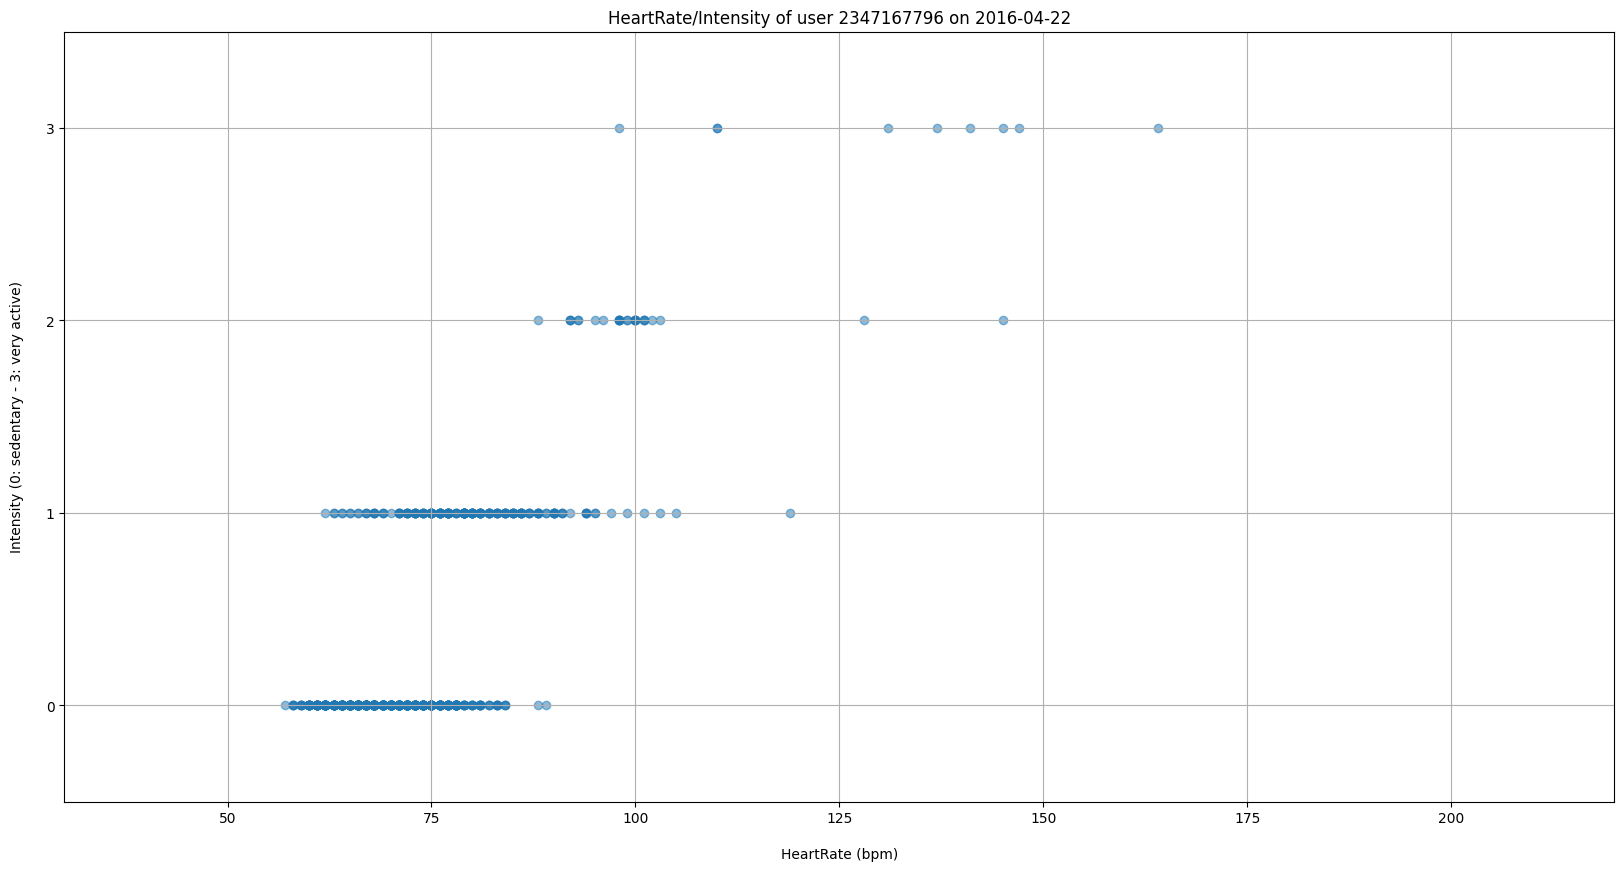 HeartRate/Intensity of user 2347167796 on 2016-04-22
Intensity (0: sedentary - 3: very active)
3
2
1
0
50 75 100 125 150 175 200
HeartRate (bpm)